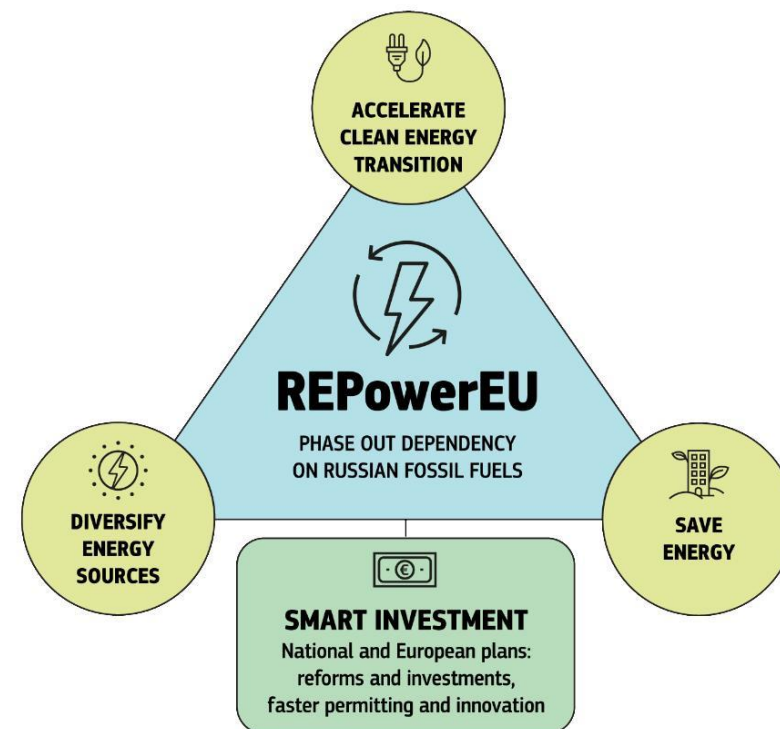 ACCELERATE
CLEAN ENERGY
TRANSITION
REPowerEU
PHASE OUT DEPENDENCY
ON RUSSIAN FOSSIL FUELS
DIVERSIFY
ENERGY
SOURCES
SAVE
ENERGY
€
SMART INVESTMENT
National and European plans:
reforms and investments,
faster permitting and innovation